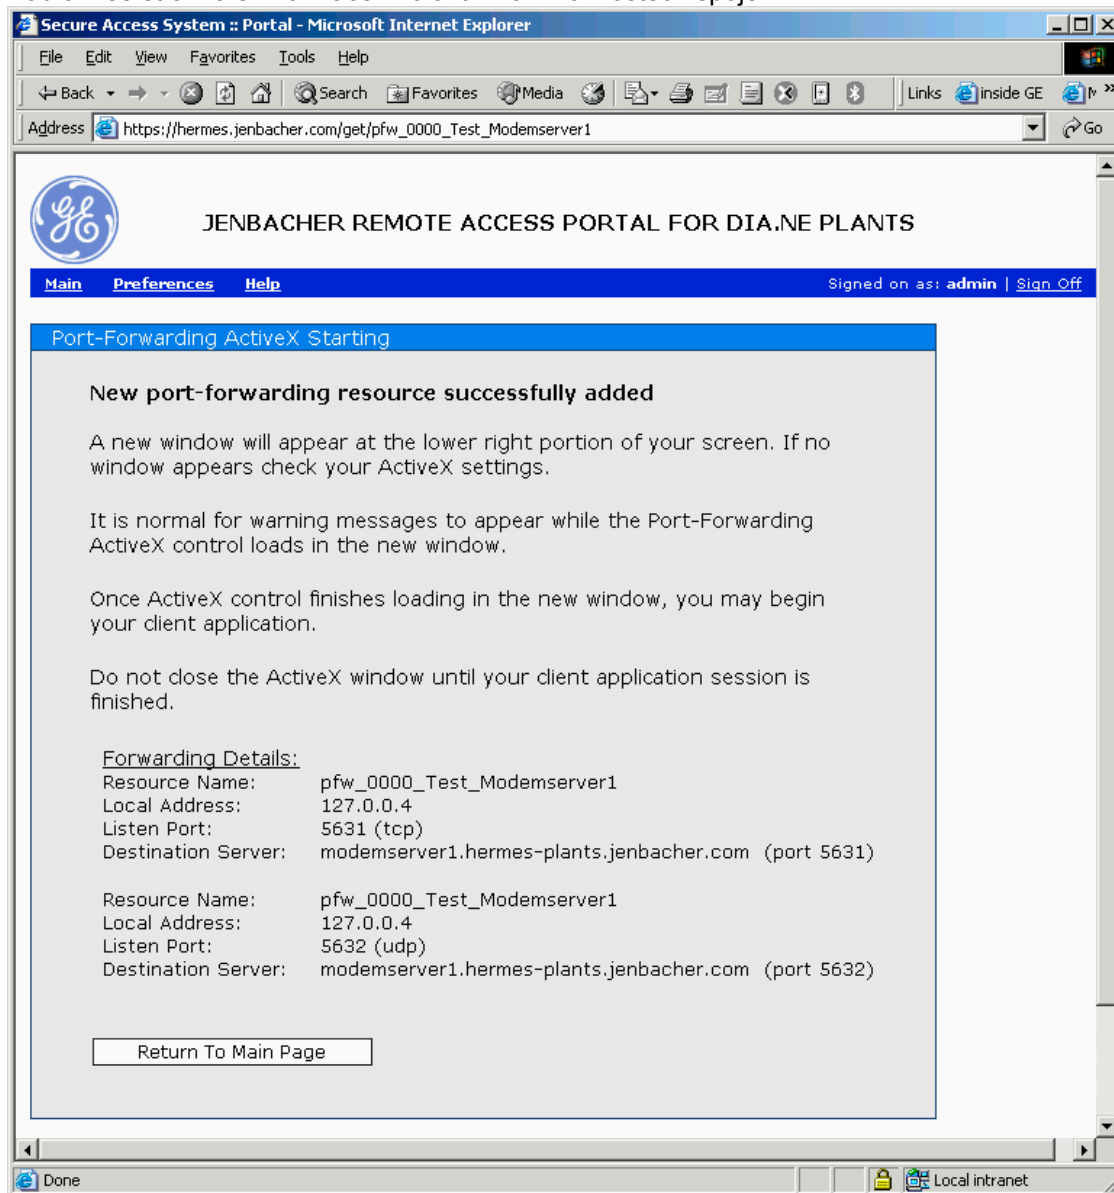 Secure Access System :: Portal - Microsoft Internet Explorer
File Edit View Favorites Tools Help
Back Search Favorites Media Links inside GE
Address https://hermes.jenbacher.com/get/pfw_0000_Test_Modemserver1 Go
GE
JENBACHER REMOTE ACCESS PORTAL FOR DIA.NE PLANTS
Main Preferences Help Signed on as: admin | Sign Off
Port-Forwarding ActiveX Starting
New port-forwarding resource successfully added
A new window will appear at the lower right portion of your screen. If no
window appears check your ActiveX settings.
It is normal for warning messages to appear while the Port-Forwarding
ActiveX control loads in the new window.
Once ActiveX control finishes loading in the new window, you may begin
your client application.
Do not close the ActiveX window until your client application session is
finished.
Forwarding Details:
Resource Name: pfw_0000_Test_Modemserver1
Local Address: 127.0.0.4
Listen Port: 5631 (tcp)
Destination Server: modemserver1.hermes-plants.jenbacher.com (port 5631)
Resource Name: pfw_0000_Test_Modemserver1
Local Address: 127.0.0.4
Listen Port: 5632 (udp)
Destination Server: modemserver1.hermes-plants.jenbacher.com (port 5632)
Return To Main Page
Done Local intranet